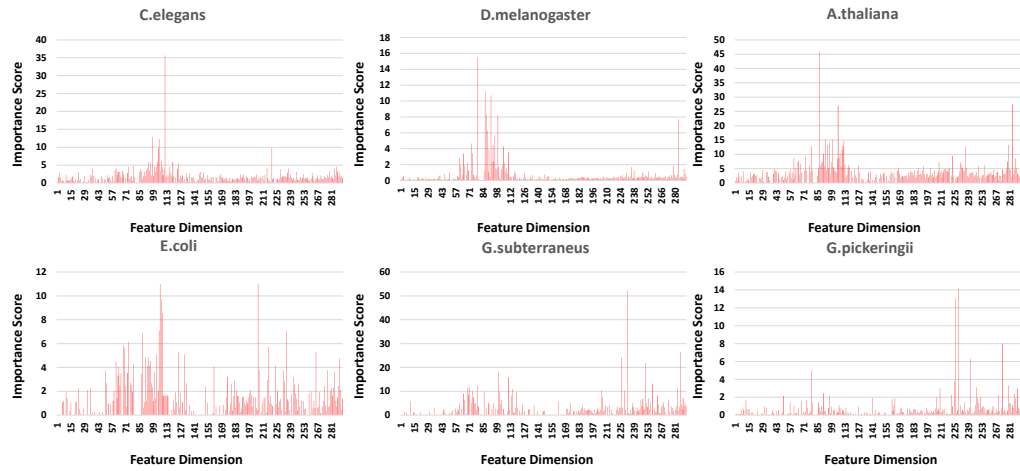 C.elegans
Importance Score
40
35
30
25
20
15
10
5
0
1 15 29 43 57 71 85 99 113 127 141 155 169 183 197 211 225 239 253 267 281
Feature Dimension
D.melanogaster
Importance Score
18
16
14
12
10
8
6
4
2
0
1 15 29 43 57 71 84 98 112 126 140 154 168 182 196 210 224 238 252 266 280
Feature Dimension
A.thaliana
Importance Score
50
45
40
35
30
25
20
15
10
5
0
1 15 29 43 57 71 85 99 113 127 141 155 169 183 197 211 225 239 253 267 281
Feature Dimension
E.coli
Importance Score
12
10
8
6
4
2
0
1 15 29 43 57 71 85 99 113 127 141 155 169 183 197 211 225 239 253 267 281
Feature Dimension
G.subterraneus
Importance Score
60
50
40
30
20
10
0
1 15 29 43 57 71 85 99 113 127 141 155 169 183 197 211 225 239 253 267 281
Feature Dimension
G.pickeringii
Importance Score
16
14
12
10
8
6
4
2
0
1 15 29 43 57 71 85 99 113 127 141 155 169 183 197 211 225 239 253 267 281
Feature Dimension